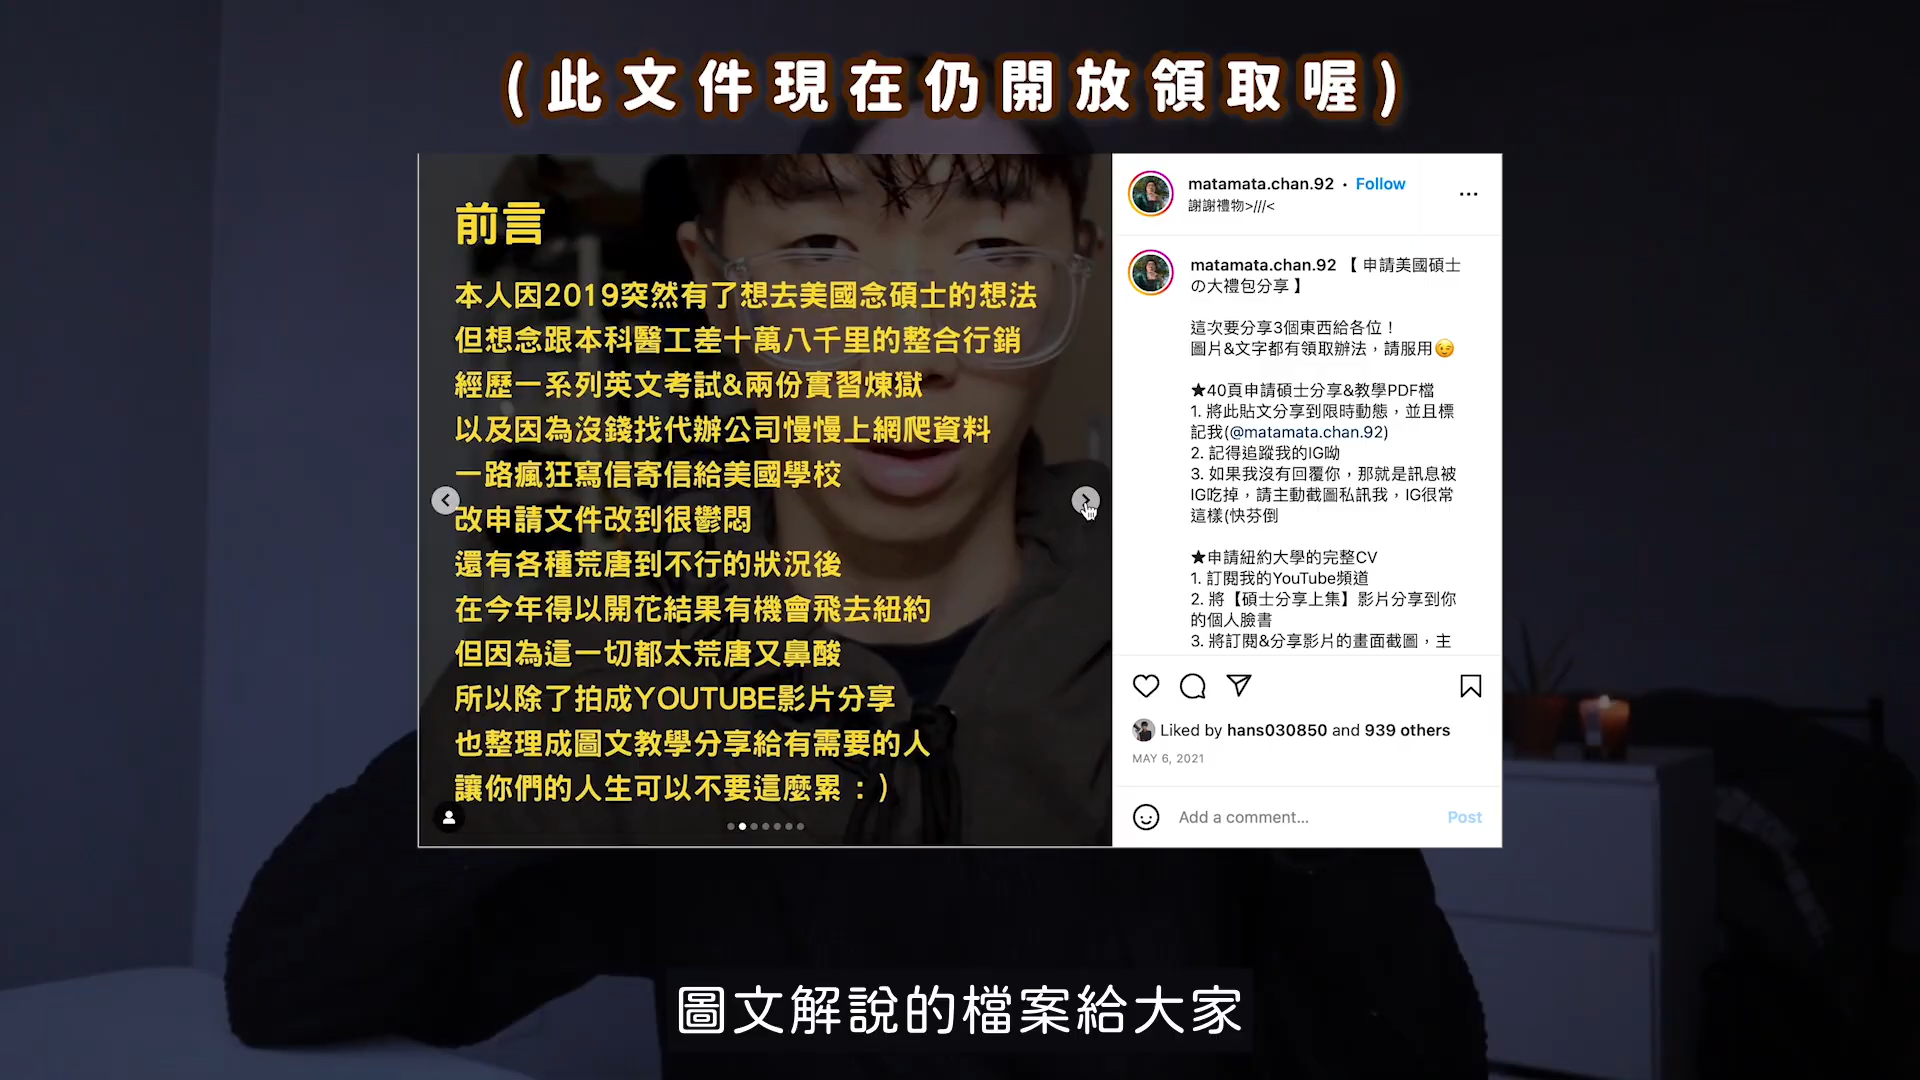 (此文件現在仍開放領取喔)
前言
本人因2019突然有了想去美國念碩士的想法
但想念跟本科醫工差十萬八千里的整合行銷
經歷一系列英文考試&兩份實習煉獄
以及因為沒錢找代辦公司慢慢上網爬資料
一路瘋狂寫信寄信給美國學校
改申請文件改到很鬱悶
還有各種荒唐到不行的狀況後
在今年得以開花結果有機會飛去紐約
但因為這一切都太荒唐又鼻酸
所以除了拍成YOUTUBE影片分享
也整理成圖文教學分享給有需要的人
讓你們的人生可以不要這麼累:)
matamata.chan.92 • Follow
謝謝禮物>///<
matamata.chan.92 【 申請美國碩士
の大禮包分享 】
這次要分享3個東西給各位！
圖片&文字都有領取辦法，請服用😉
★40頁申請碩士分享&教學PDF檔
1. 將此貼文分享到限時動態，並且標
記我(@matamata.chan.92)
2. 記得追蹤我的IG呦
3. 如果我沒有回覆你，那就是訊息被
IG吃掉，請主動截圖私訊我，IG很常
這樣(快芬倒
★申請紐約大學的完整CV
1. 訂閱我的YouTube頻道
2. 將【碩士分享上集】影片分享到你
的個人臉書
3. 將訂閱&分享影片的畫面截圖，主
Liked by hans030850 and 939 others
MAY 6, 2021
Add a comment...
Post
圖文解說的檔案給大家